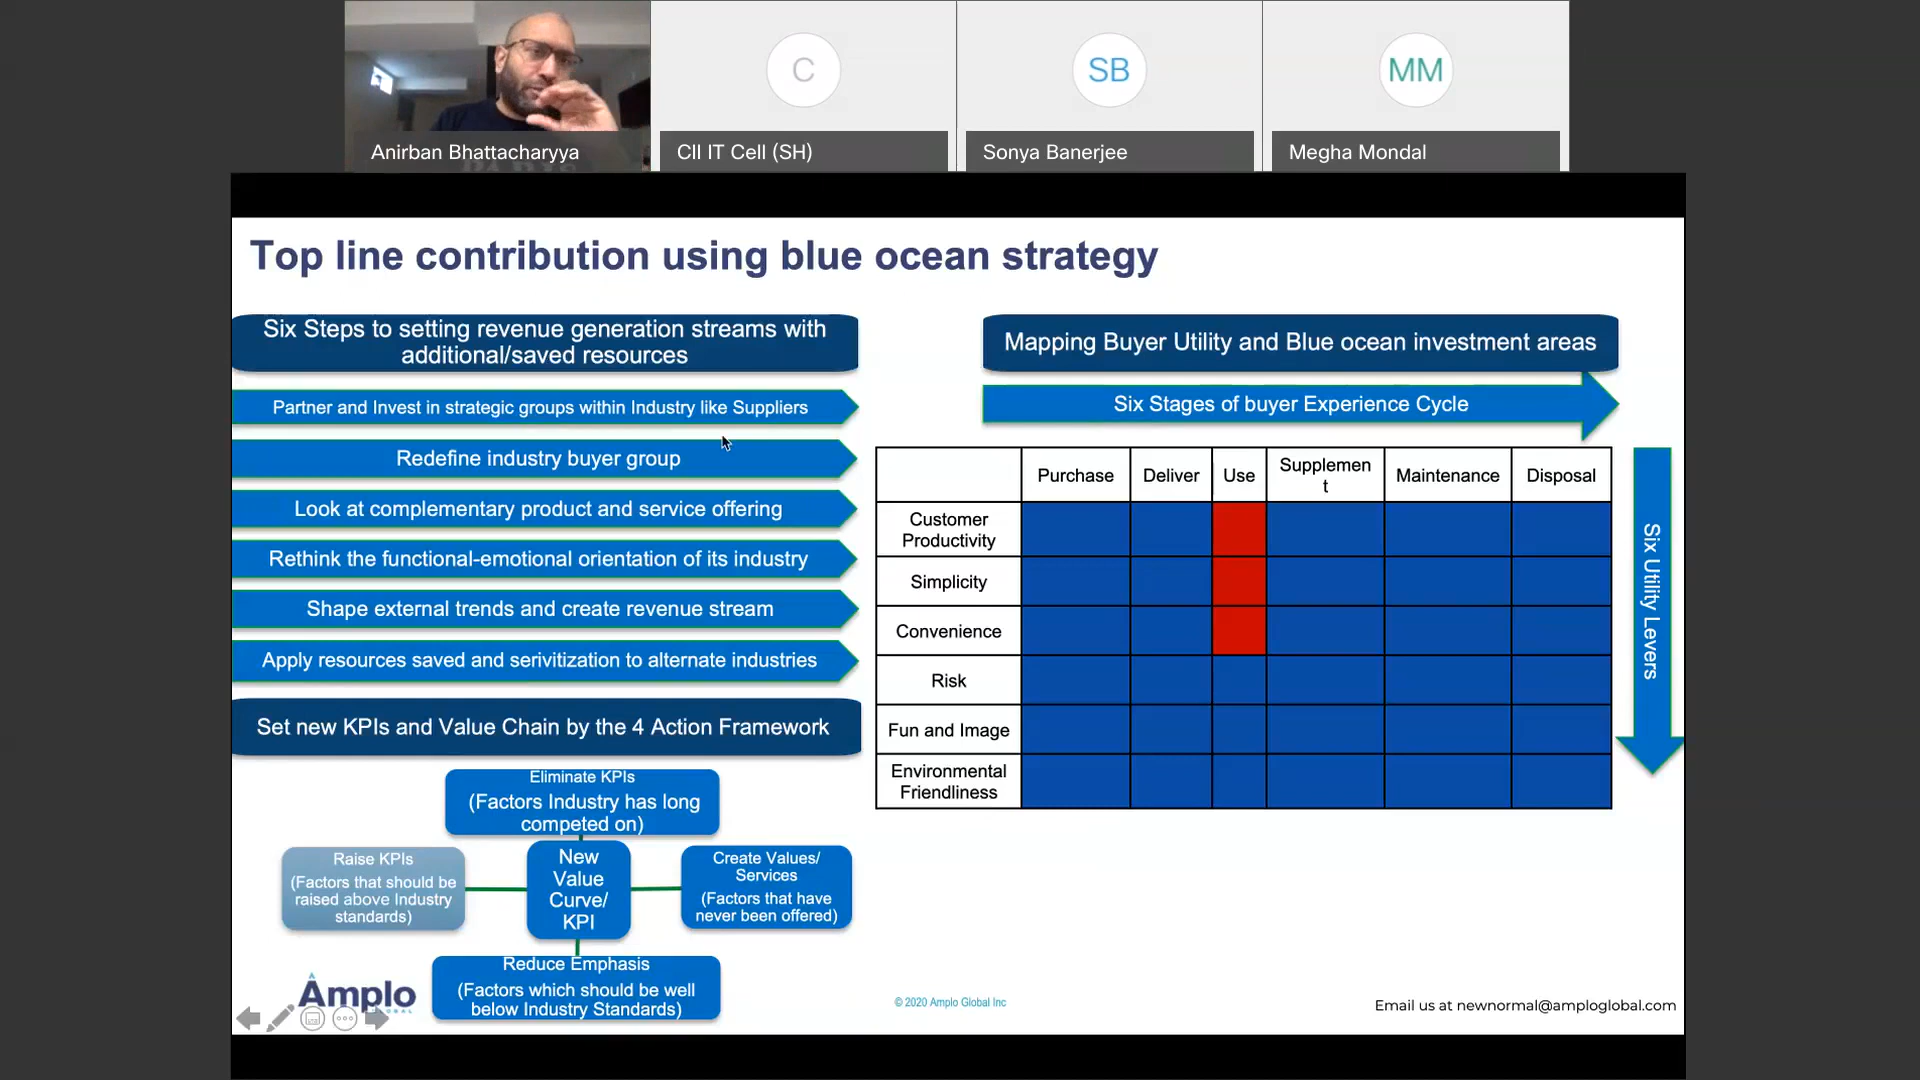 C
SB
MM
Anirban Bhattacharyya
CII IT Cell (SH)
Sonya Banerjee
Megha Mondal
Top line contribution using blue ocean strategy
Six Steps to setting revenue generation streams with
additional/saved resources
Partner and Invest in strategic groups within Industry like Suppliers
Redefine industry buyer group
Look at complementary product and service offering
Rethink the functional-emotional orientation of its industry
Shape external trends and create revenue stream
Apply resources saved and serivitization to alternate industries
Set new KPIs and Value Chain by the 4 Action Framework
Eliminate KPIs
(Factors Industry has long
competed on)
Raise KPIs
(Factors that should be
raised above Industry
standards)
New
Value
Curve/
KPI
Create Values/
Services
(Factors that have
never been offered)
Reduce Emphasis
(Factors which should be well
below Industry Standards)
Mapping Buyer Utility and Blue ocean investment areas
Six Stages of buyer Experience Cycle
Purchase Deliver Use Supplemen
t Maintenance Disposal
Customer
Productivity
Simplicity
Convenience
Risk
Fun and Image
Environmental
Friendliness
Six Utility Levers
Amplo
© 2020 Amplo Global Inc
Email us at newnormal@amploglobal.com